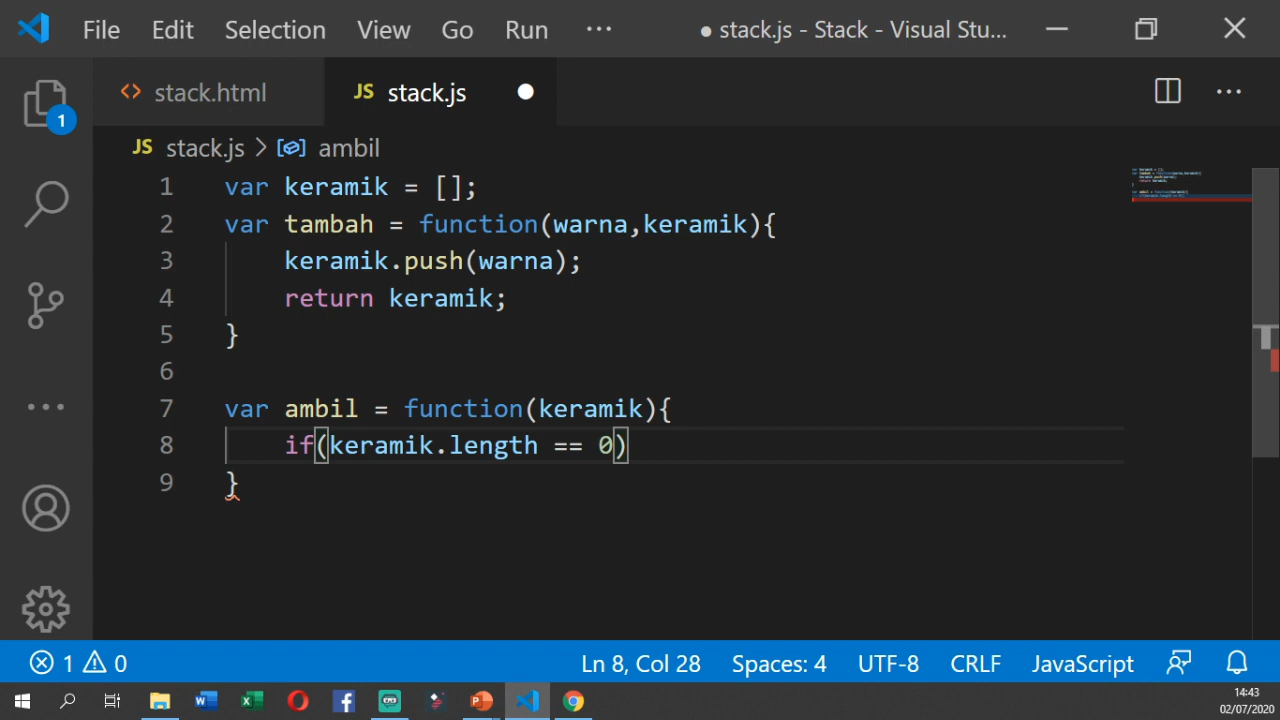 File Edit Selection View Go Run ··· ● stack.js - Stack - Visual Stu...
<> stack.html JS stack.js ●
1
JS stack.js > ambil
1 var keramik = [];
2 var tambah = function(warna,keramik){
3     keramik.push(warna);
4     return keramik;
5 }
6
7 var ambil = function(keramik){
8     if(keramik.length == 0)
9 }
1 0 Ln 8, Col 28 Spaces: 4 UTF-8 CRLF JavaScript
14:43
02/07/2020